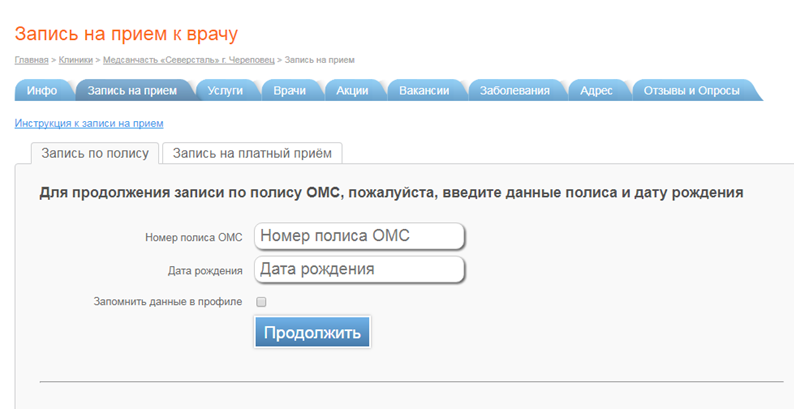 Запись на прием к врачу
Главная > Клиники > Медсанчасть «Северсталь» г. Череповец > Запись на прием
Инфо Запись на прием Услуги Врачи Акции Вакансии Заболевания Адрес Отзывы и Опросы
Инструкция к записи на прием
Запись по полису Запись на платный приём
Для продолжения записи по полису ОМС, пожалуйста, введите данные полиса и дату рождения
Номер полиса ОМС Номер полиса ОМС
Дата рождения Дата рождения
Запомнить данные в профиле
Продолжить